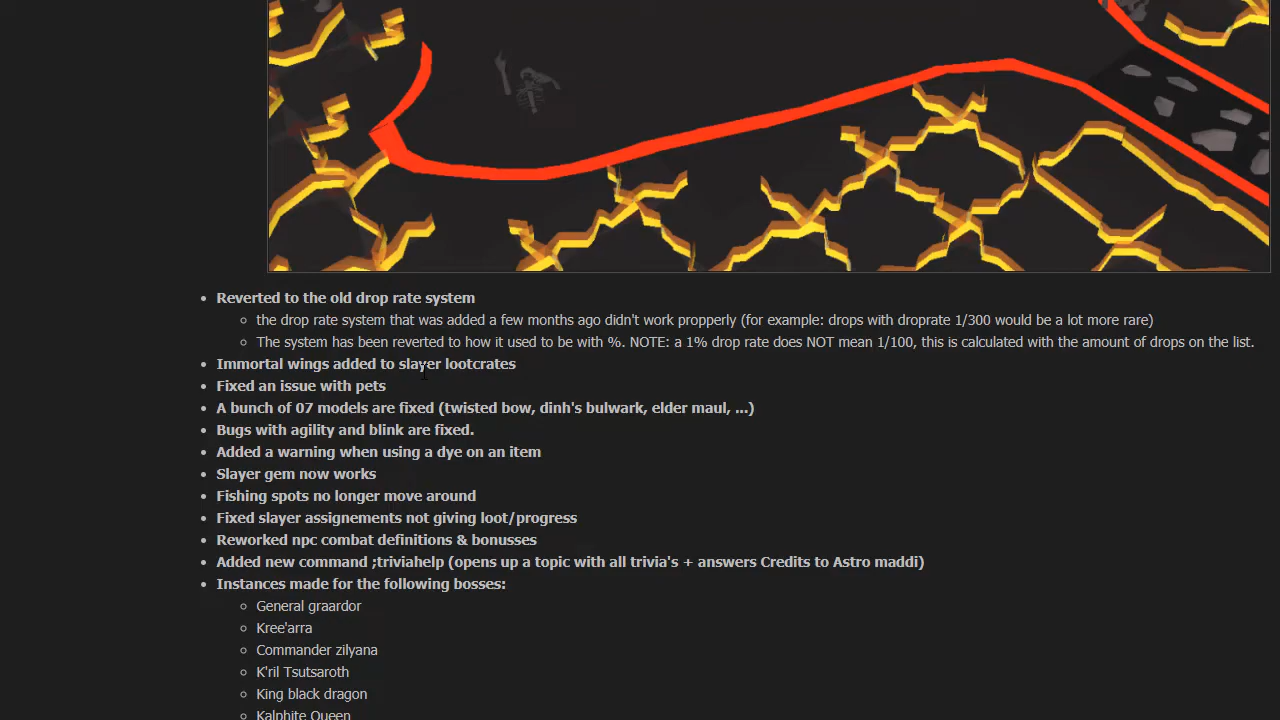 Reverted to the old drop rate system
the drop rate system that was added a few months ago didn't work propperly (for example: drops with droprate 1/300 would be a lot more rare)
The system has been reverted to how it used to be with %. NOTE: a 1% drop rate does NOT mean 1/100, this is calculated with the amount of drops on the list.
Immortal wings added to slayer lootcrates
Fixed an issue with pets
A bunch of 07 models are fixed (twisted bow, dinh's bulwark, elder maul, ...)
Bugs with agility and blink are fixed.
Added a warning when using a dye on an item
Slayer gem now works
Fishing spots no longer move around
Fixed slayer assignements not giving loot/progress
Reworked npc combat definitions & bonusses
Added new command ;triviahelp (opens up a topic with all trivia's + answers Credits to Astro maddi)
Instances made for the following bosses:
General graardor
Kree'arra
Commander zilyana
K'ril Tsutsaroth
King black dragon
Kalphite Queen